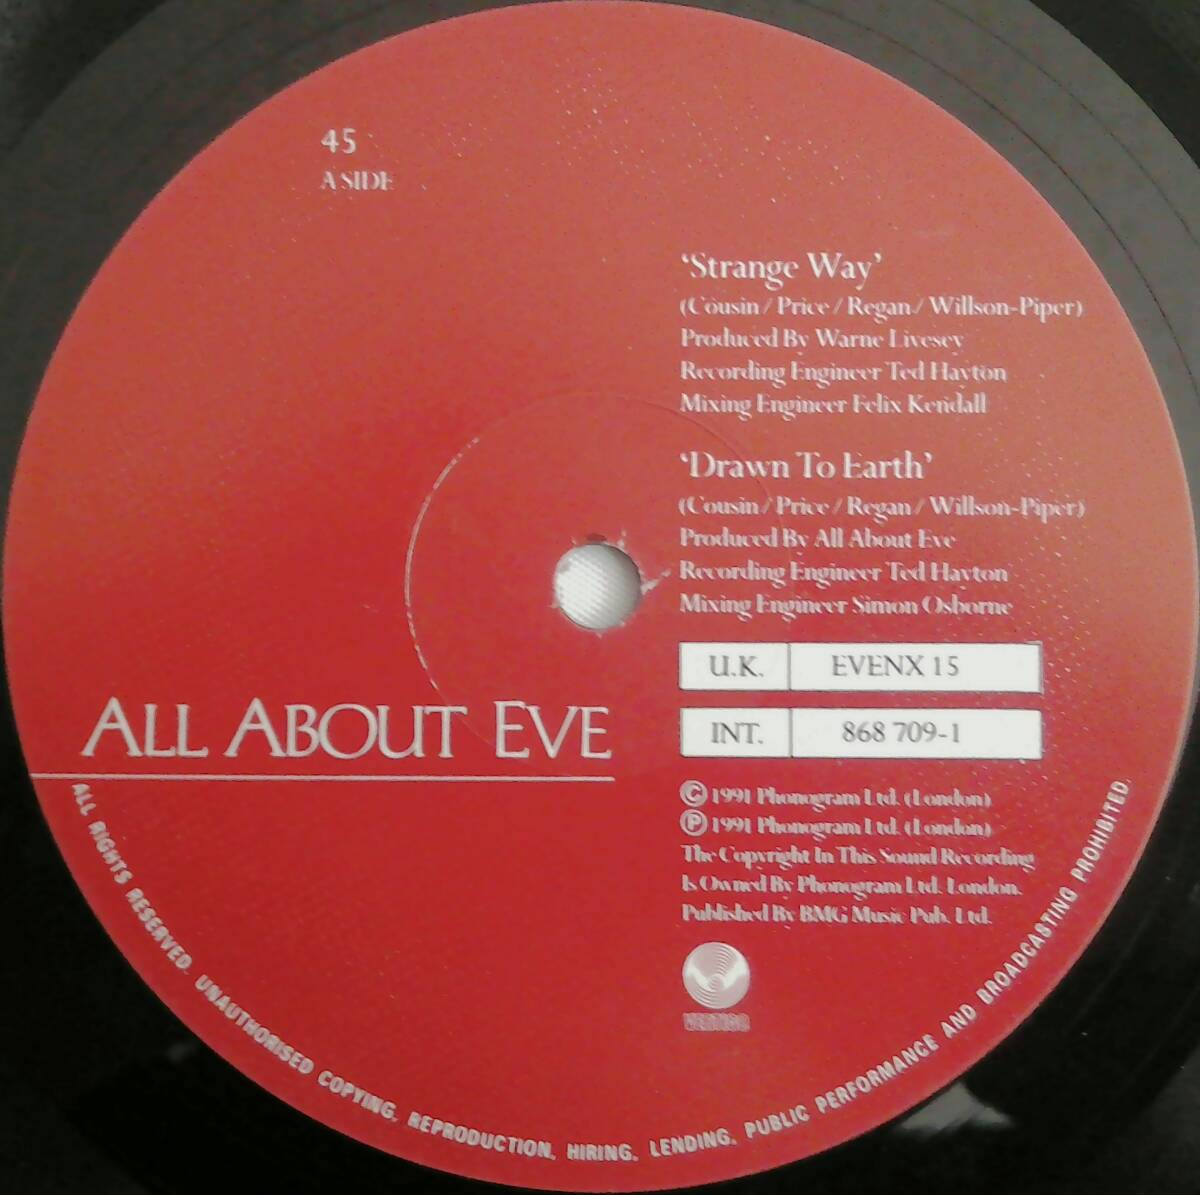 45
A SIDE
‘Strange Way’
(Cousin / Price / Regan / Willson-Piper)
Produced By Warne Livesey
Recording Engineer Ted Hayton
Mixing Engineer Felix Kendall
‘Drawn To Earth’
(Cousin / Price / Regan / Willson-Piper)
Produced By All About Eve
Recording Engineer Ted Hayton
Mixing Engineer Simon Osborne
U.K. EVENX 15
INT. 868 709-1
ALL ABOUT EVE
© 1991 Phonogram Ltd. (London)
℗ 1991 Phonogram Ltd. (London)
The Copyright In This Sound Recording
Is Owned By Phonogram Ltd. London.
Published By BMG Music Pub. Ltd.
VERTIGO
ALL RIGHTS RESERVED. UNAUTHORISED COPYING, REPRODUCTION, HIRING, LENDING, PUBLIC PERFORMANCE AND BROADCASTING PROHIBITED.